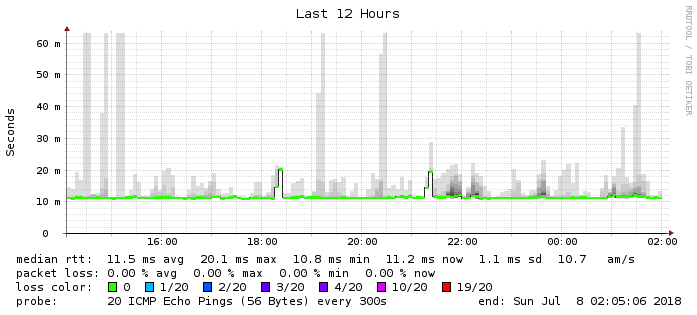 Last 12 Hours
RRDTOOL / TOBI OETIKER
Seconds
60 m
50 m
40 m
30 m
20 m
10 m
0
16:00 18:00 20:00 22:00 00:00 02:00
median rtt: 11.5 ms avg 20.1 ms max 10.8 ms min 11.2 ms now 1.1 ms sd 10.7 am/s
packet loss: 0.00 % avg 0.00 % max 0.00 % min 0.00 % now
loss color: 0 1/20 2/20 3/20 4/20 10/20 19/20
probe: 20 ICMP Echo Pings (56 Bytes) every 300s end: Sun Jul 8 02:05:06 2018